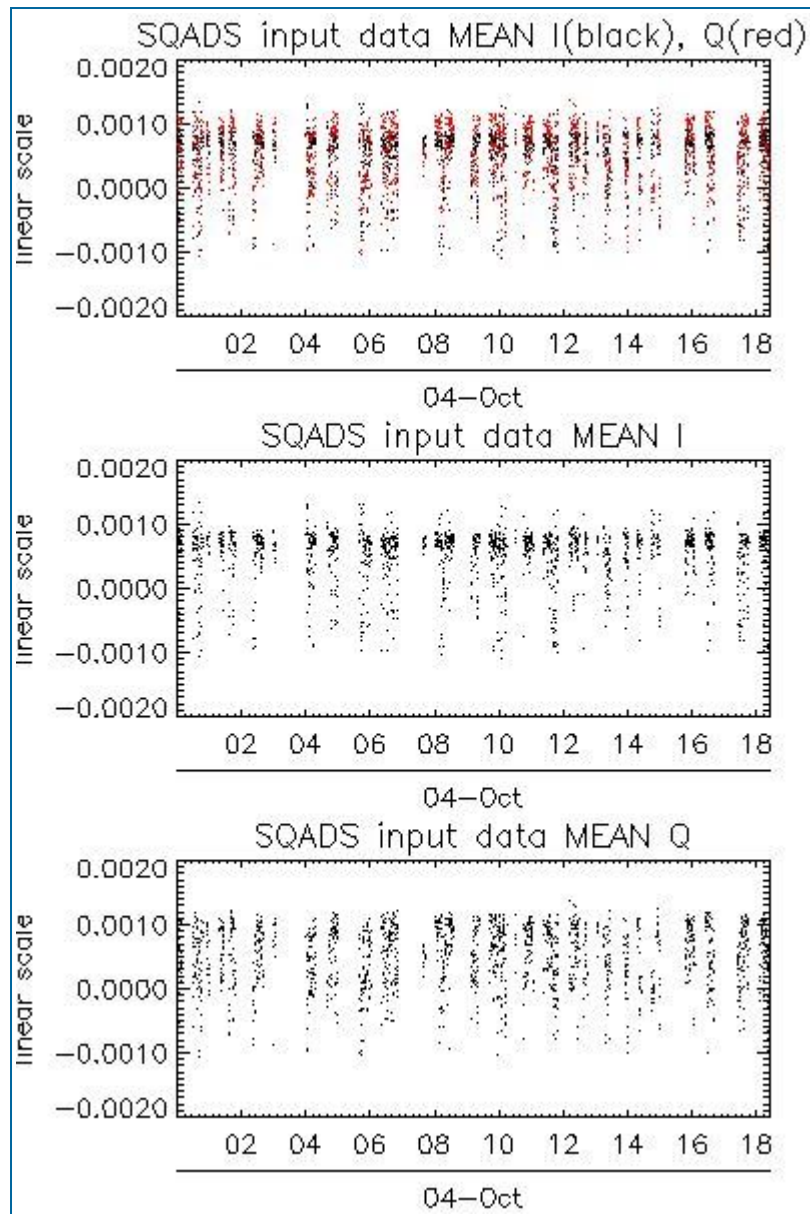 SQADS input data MEAN I(black), Q(red)
0.0020
0.0010
0.0000
−0.0010
−0.0020
linear scale
02 04 06 08 10 12 14 16 18
04−Oct
SQADS input data MEAN I
0.0020
0.0010
0.0000
−0.0010
−0.0020
linear scale
02 04 06 08 10 12 14 16 18
04−Oct
SQADS input data MEAN Q
0.0020
0.0010
0.0000
−0.0010
−0.0020
linear scale
02 04 06 08 10 12 14 16 18
04−Oct